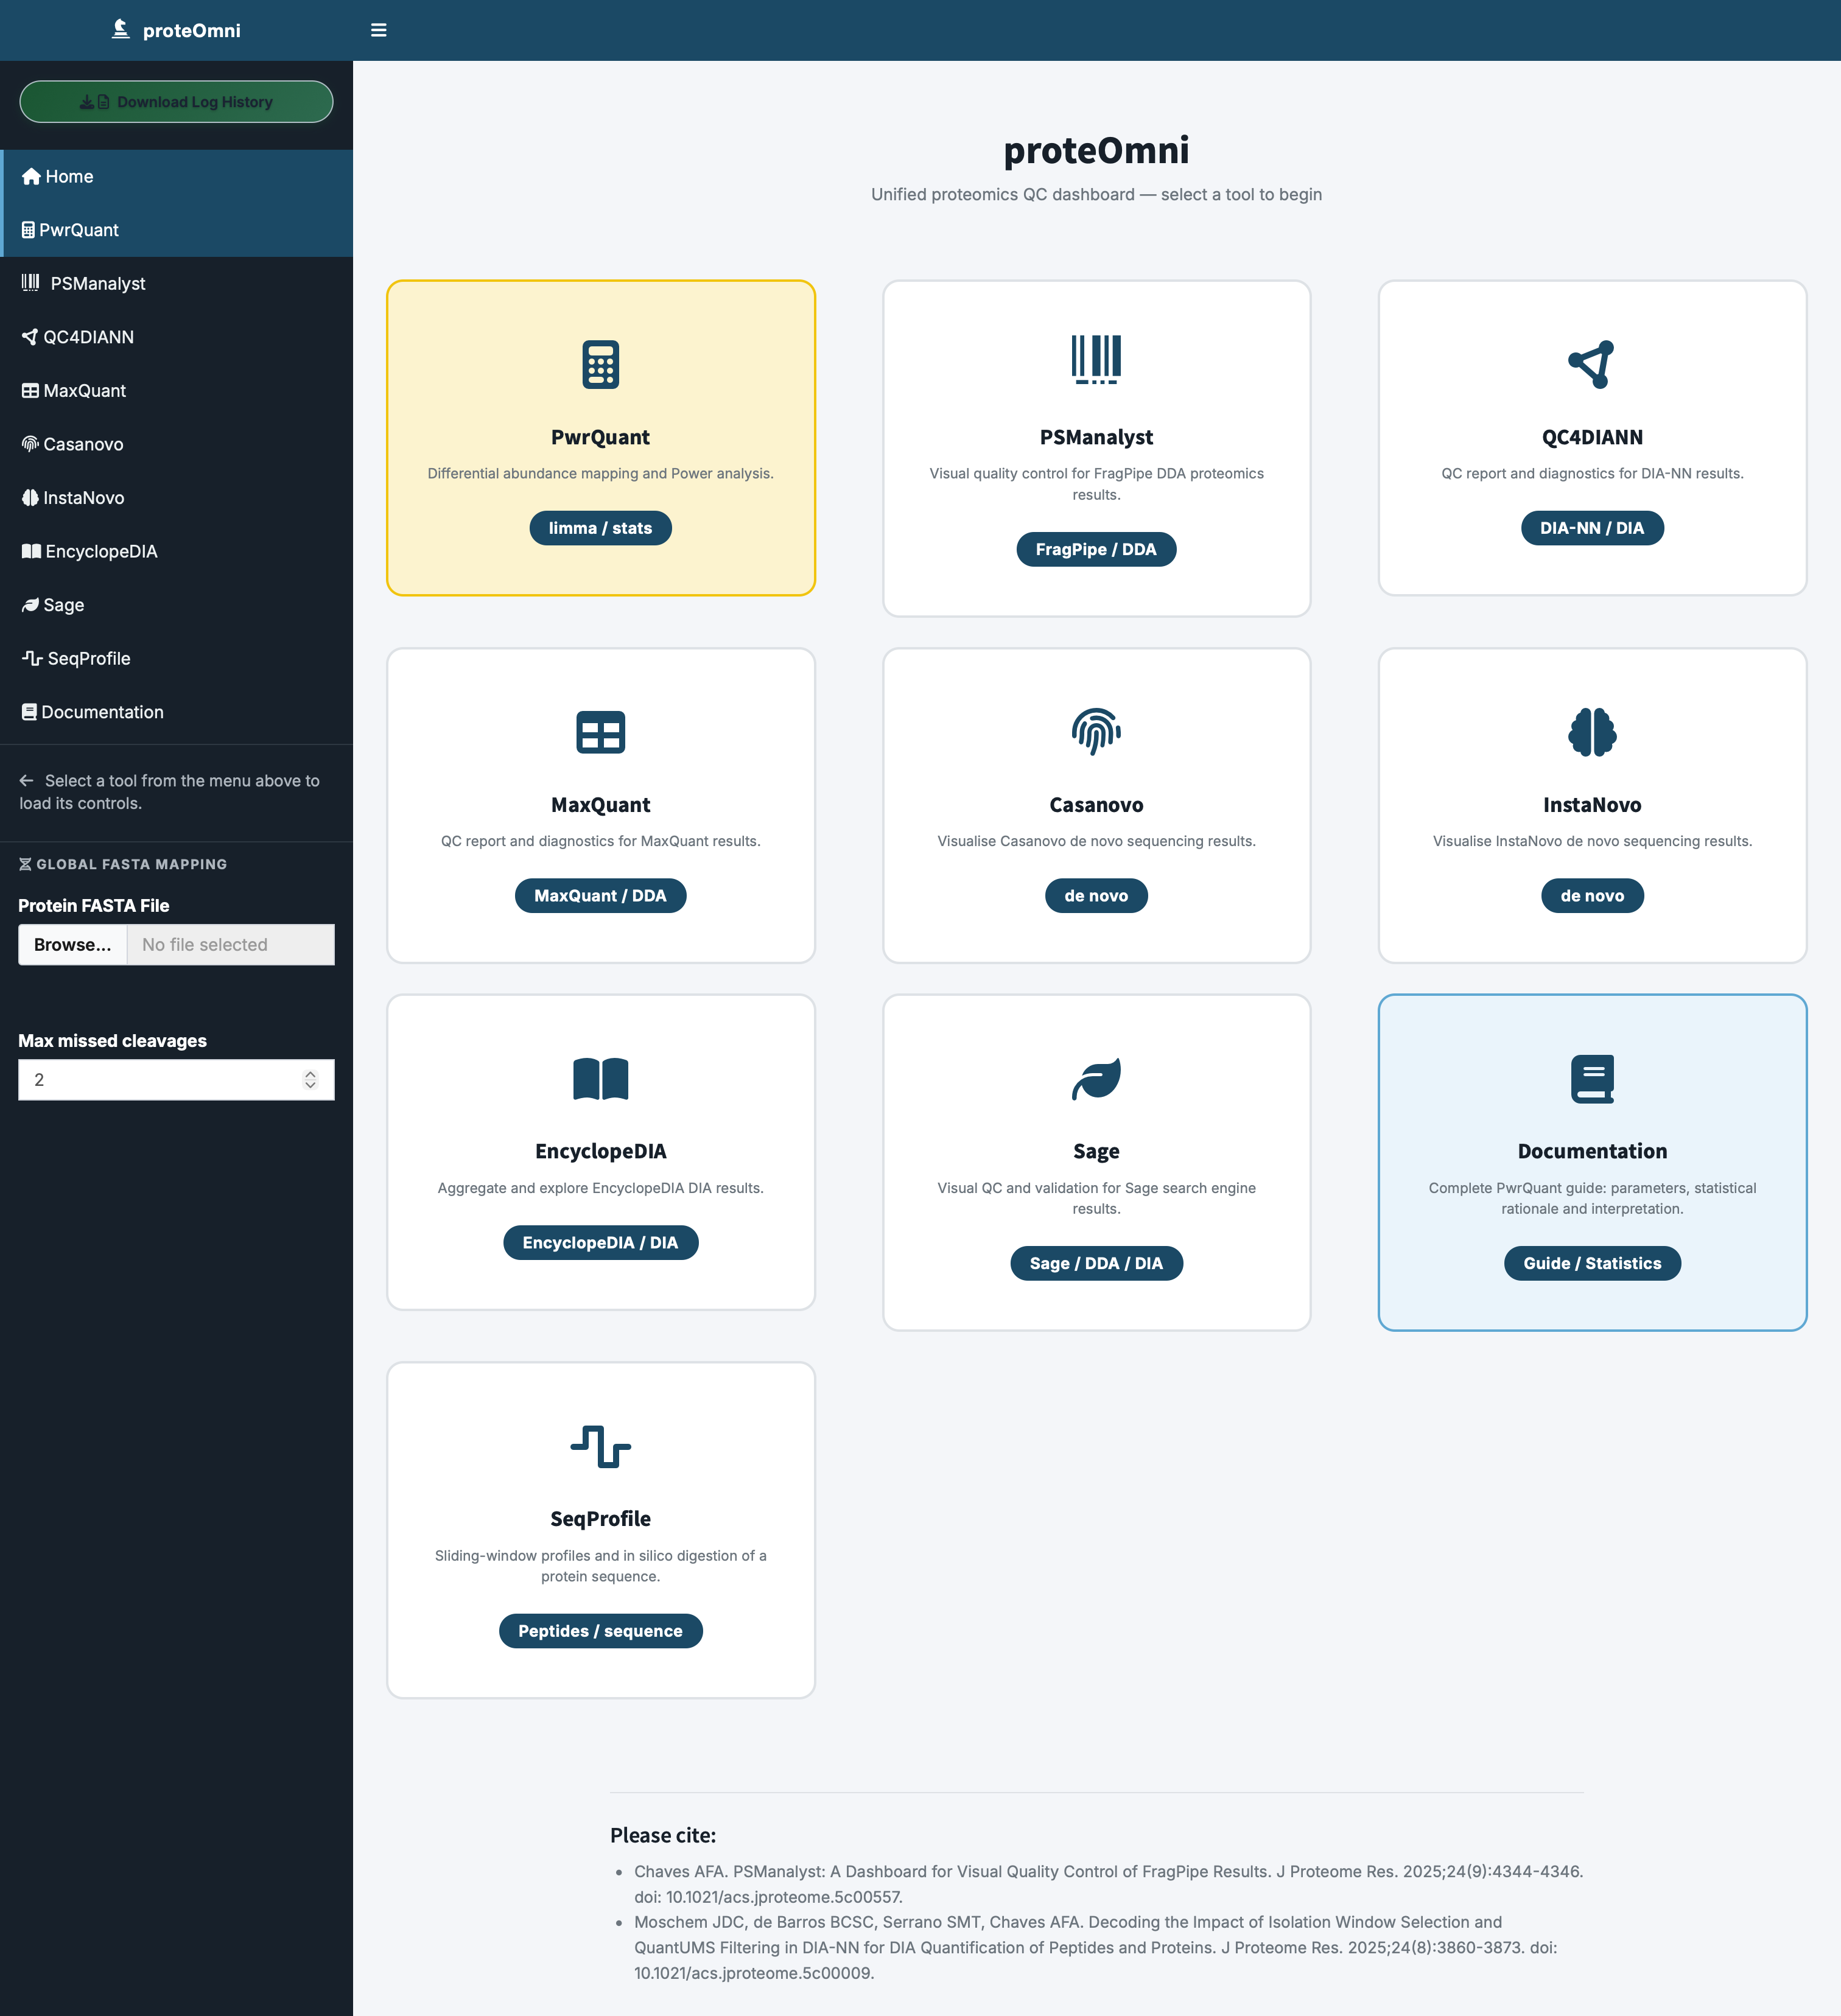 proteOmni
Download Log History
Home
PwrQuant
PSManalyst
QC4DIANN
MaxQuant
Casanovo
InstaNovo
EncyclopeDIA
Sage
SeqProfile
Documentation
Select a tool from the menu above to
load its controls.
GLOBAL FASTA MAPPING
Protein FASTA File
Browse... No file selected
Max missed cleavages
2
proteOmni
Unified proteomics QC dashboard — select a tool to begin
PwrQuant
Differential abundance mapping and Power analysis.
limma / stats
PSManalyst
Visual quality control for FragPipe DDA proteomics
results.
FragPipe / DDA
QC4DIANN
QC report and diagnostics for DIA-NN results.
DIA-NN / DIA
MaxQuant
QC report and diagnostics for MaxQuant results.
MaxQuant / DDA
Casanovo
Visualise Casanovo de novo sequencing results.
de novo
InstaNovo
Visualise InstaNovo de novo sequencing results.
de novo
EncyclopeDIA
Aggregate and explore EncyclopeDIA DIA results.
EncyclopeDIA / DIA
Sage
Visual QC and validation for Sage search engine
results.
Sage / DDA / DIA
Documentation
Complete PwrQuant guide: parameters, statistical
rationale and interpretation.
Guide / Statistics
SeqProfile
Sliding-window profiles and in silico digestion of a
protein sequence.
Peptides / sequence
Please cite:
• Chaves AFA. PSManalyst: A Dashboard for Visual Quality Control of FragPipe Results. J Proteome Res. 2025;24(9):4344-4346.
doi: 10.1021/acs.jproteome.5c00557.
• Moschem JDC, de Barros BCSC, Serrano SMT, Chaves AFA. Decoding the Impact of Isolation Window Selection and
QuantUMS Filtering in DIA-NN for DIA Quantification of Peptides and Proteins. J Proteome Res. 2025;24(8):3860-3873. doi:
10.1021/acs.jproteome.5c00009.